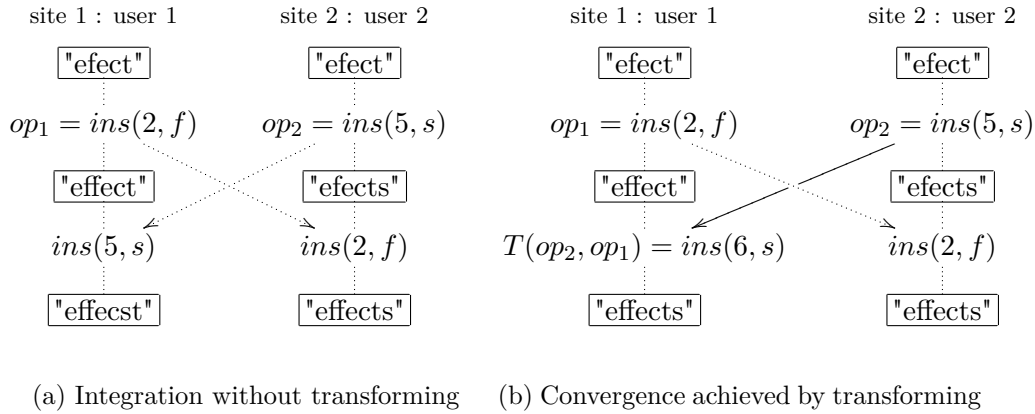 site 1 : user 1 site 2 : user 2 site 1 : user 1 site 2 : user 2
"efect" "efect" "efect" "efect"
op1 = ins(2, f) op2 = ins(5, s) op1 = ins(2, f) op2 = ins(5, s)
"effect" "efects" "effect" "efects"
ins(5, s) ins(2, f) T(op2, op1) = ins(6, s) ins(2, f)
"effecst" "effects" "effects" "effects"
(a) Integration without transforming (b) Convergence achieved by transforming